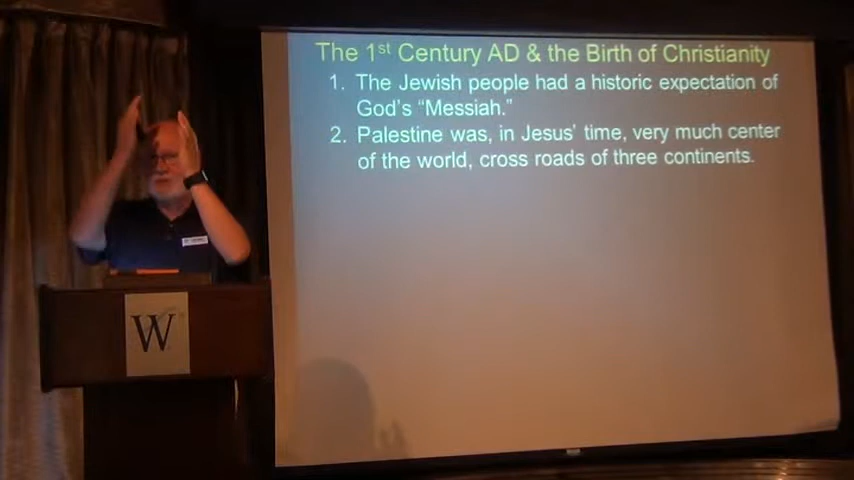 The 1st Century AD & the Birth of Christianity
1. The Jewish people had a historic expectation of
God's "Messiah."
2. Palestine was, in Jesus' time, very much center
of the world, cross roads of three continents.
W